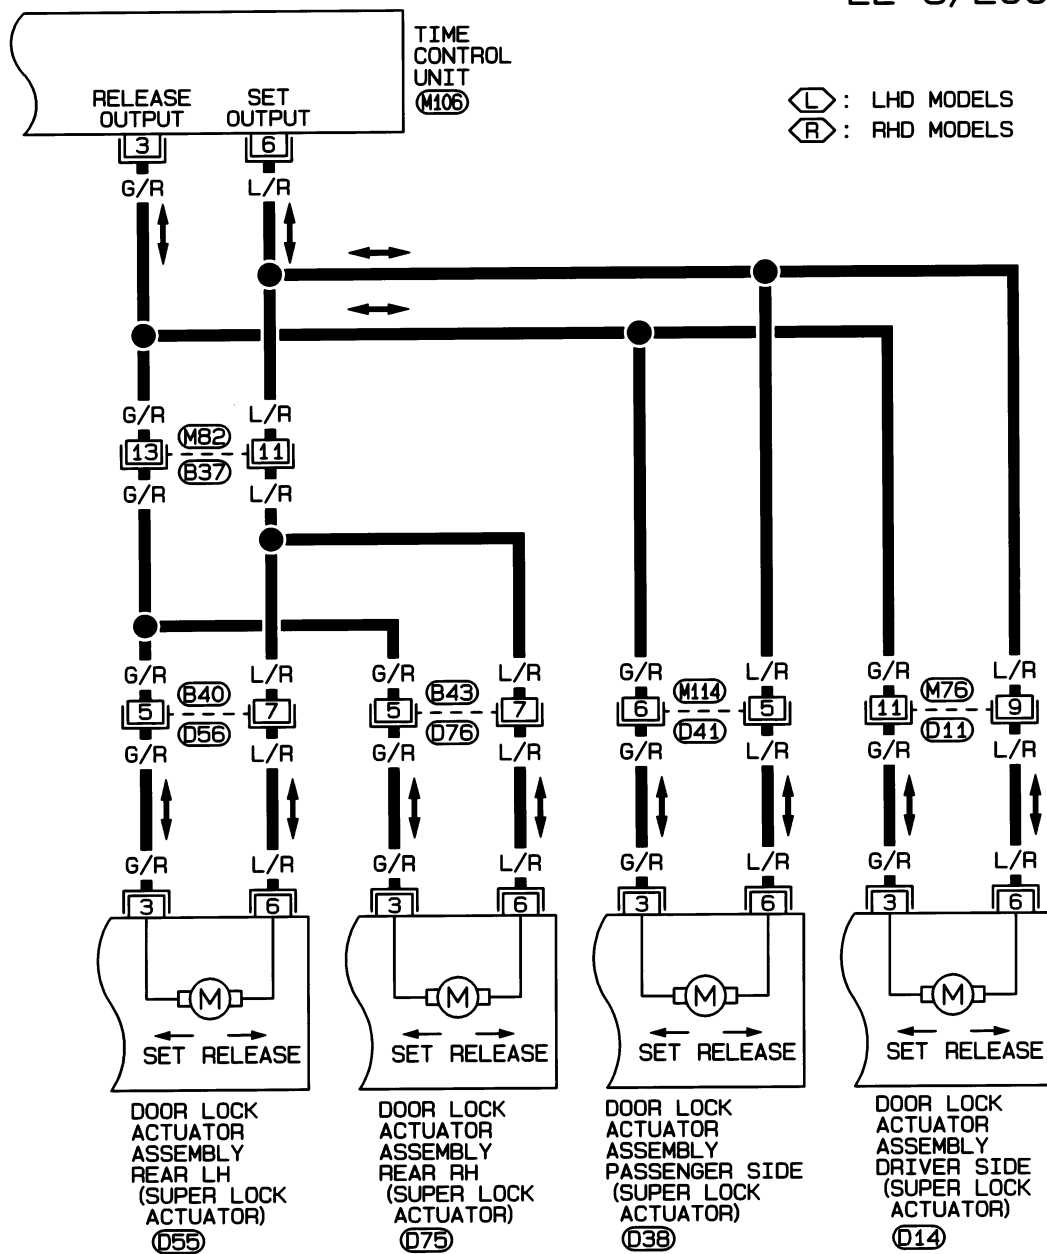 TIME
CONTROL
UNIT
M106
RELEASE
OUTPUT
SET
OUTPUT
L : LHD MODELS
R : RHD MODELS
3 6
G/R L/R
G/R L/R
13 M82 11
B37
G/R L/R
G/R L/R G/R L/R G/R L/R G/R L/R
5 B40 7 5 B43 7 6 M114 5 11 M76 9
D56 D76 D41 D11
G/R L/R G/R L/R G/R L/R G/R L/R
G/R L/R G/R L/R G/R L/R G/R L/R
3 6 3 6 3 6 3 6
M M M M
SET RELEASE SET RELEASE SET RELEASE SET RELEASE
DOOR LOCK
ACTUATOR
ASSEMBLY
REAR LH
(SUPER LOCK
ACTUATOR)
D55
DOOR LOCK
ACTUATOR
ASSEMBLY
REAR RH
(SUPER LOCK
ACTUATOR)
D75
DOOR LOCK
ACTUATOR
ASSEMBLY
PASSENGER SIDE
(SUPER LOCK
ACTUATOR)
D38
DOOR LOCK
ACTUATOR
ASSEMBLY
DRIVER SIDE
(SUPER LOCK
ACTUATOR)
D14